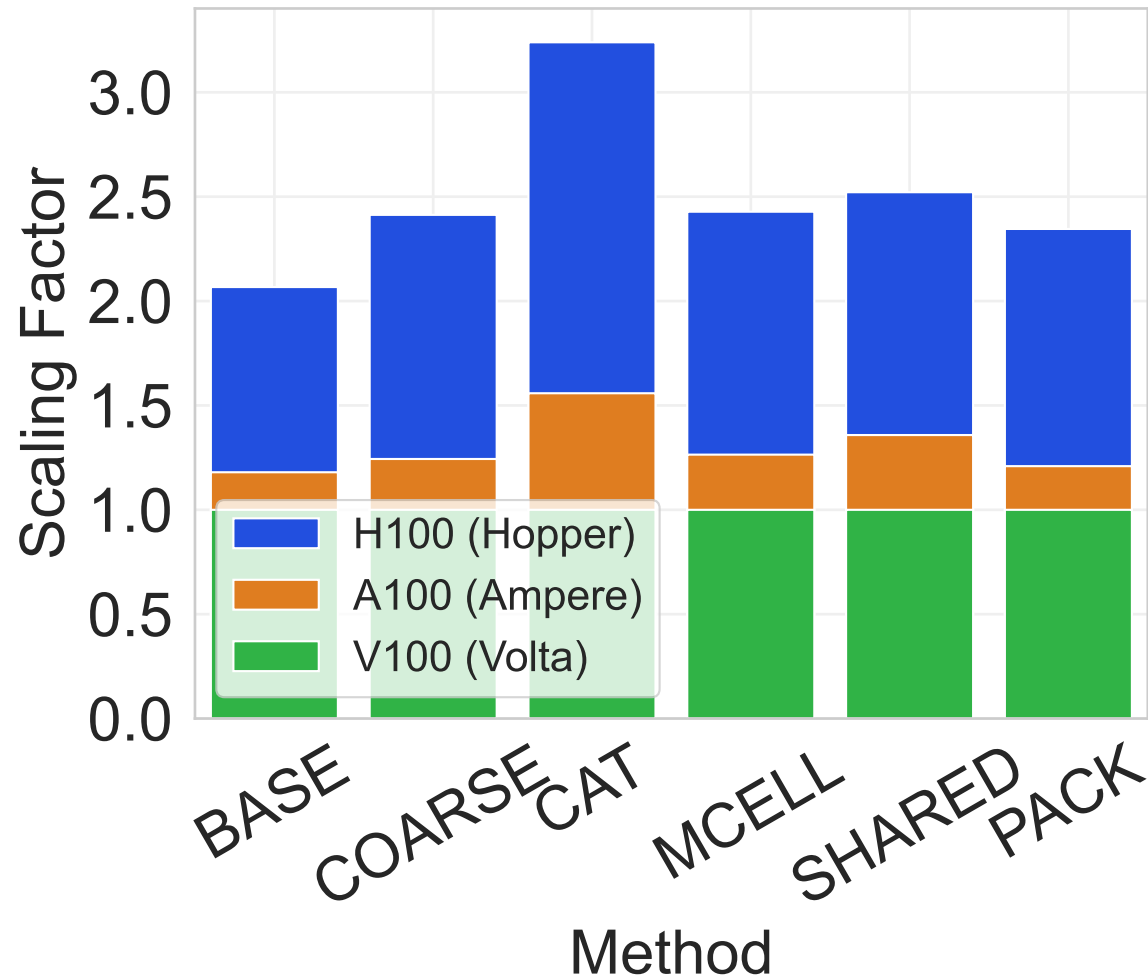 Scaling Factor
3.0
2.5
2.0
1.5
1.0
0.5
0.0
H100 (Hopper)
A100 (Ampere)
V100 (Volta)
BASE
COARSE
CAT
MCELL
SHARED
PACK
Method